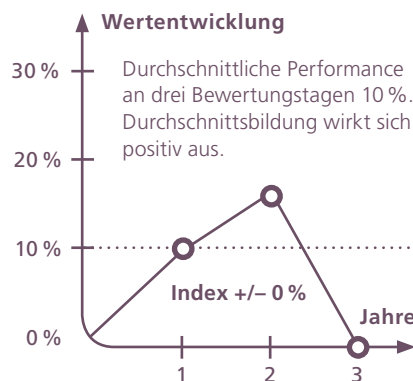 Wertentwicklung
30 %
Durchschnittliche Performance
an drei Bewertungstagen 10 %.
Durchschnittsbildung wirkt sich
positiv aus.
20 %
10 %
Index +/– 0 %
Jahre
0 %
1 2 3